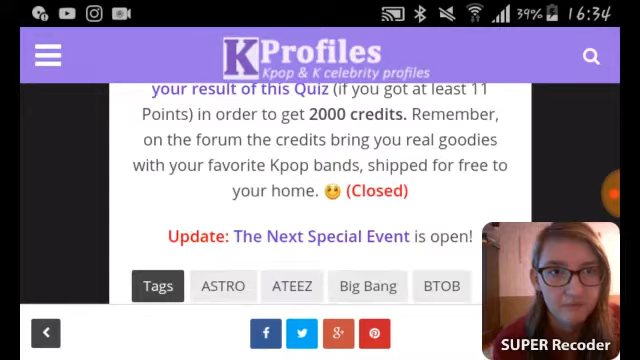 39% 16:34
KProfiles
Kpop & K celebrity profiles
your result of this Quiz (if you got at least 11
Points) in order to get 2000 credits. Remember,
on the forum the credits bring you real goodies
with your favorite Kpop bands, shipped for free to
your home. (Closed)
Update: The Next Special Event is open!
Tags ASTRO ATEEZ Big Bang BTOB
SUPER Recoder